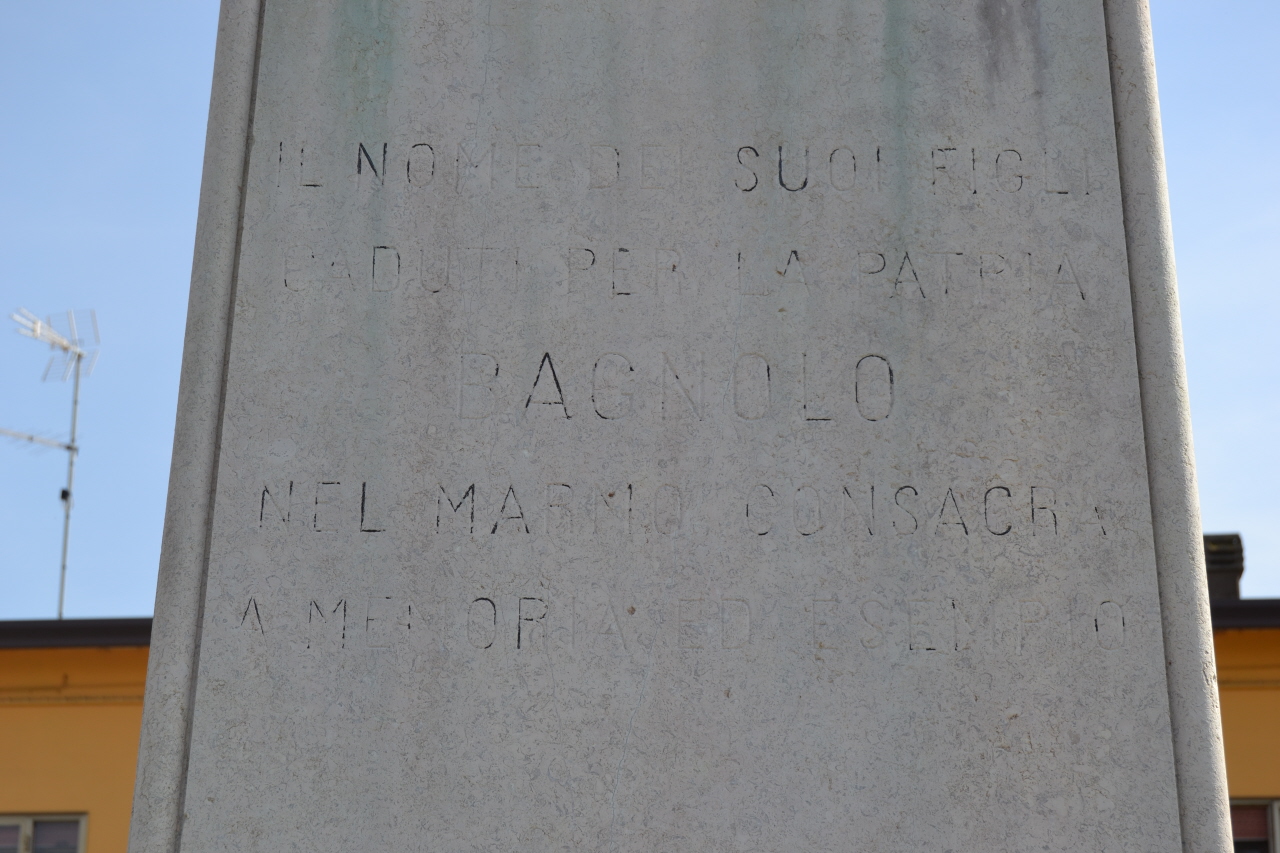 IL NOME DEI SUOI FIGLI
CADUTI PER LA PATRIA
BAGNOLO
NEL MARMO CONSACRA
A MEMORIA ED ESEMPIO